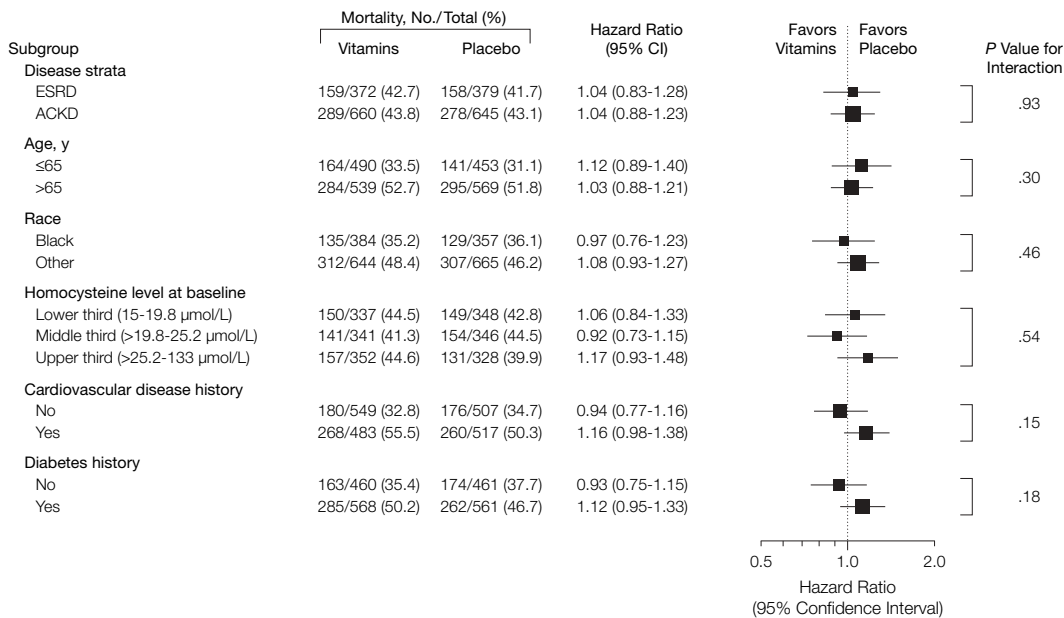 Mortality, No./Total (%)
Subgroup Vitamins Placebo Hazard Ratio (95% CI) Favors Vitamins Favors Placebo P Value for Interaction
Disease strata
ESRD 159/372 (42.7) 158/379 (41.7) 1.04 (0.83-1.28)
ACKD 289/660 (43.8) 278/645 (43.1) 1.04 (0.88-1.23)
.93
Age, y
≤65 164/490 (33.5) 141/453 (31.1) 1.12 (0.89-1.40)
>65 284/539 (52.7) 295/569 (51.8) 1.03 (0.88-1.21)
.30
Race
Black 135/384 (35.2) 129/357 (36.1) 0.97 (0.76-1.23)
Other 312/644 (48.4) 307/665 (46.2) 1.08 (0.93-1.27)
.46
Homocysteine level at baseline
Lower third (15-19.8 µmol/L) 150/337 (44.5) 149/348 (42.8) 1.06 (0.84-1.33)
Middle third (>19.8-25.2 µmol/L) 141/341 (41.3) 154/346 (44.5) 0.92 (0.73-1.15)
.54
Upper third (>25.2-133 µmol/L) 157/352 (44.6) 131/328 (39.9) 1.17 (0.93-1.48)
Cardiovascular disease history
No 180/549 (32.8) 176/507 (34.7) 0.94 (0.77-1.16)
Yes 268/483 (55.5) 260/517 (50.3) 1.16 (0.98-1.38)
.15
Diabetes history
No 163/460 (35.4) 174/461 (37.7) 0.93 (0.75-1.15)
Yes 285/568 (50.2) 262/561 (46.7) 1.12 (0.95-1.33)
.18
0.5 1.0 2.0
Hazard Ratio
(95% Confidence Interval)